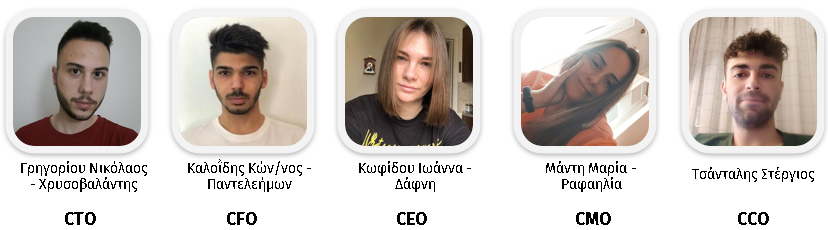 Γρηγορίου Νικόλαος
- Χρυσοβαλάντης
CTO
Καλοΐδης Κών/νος -
Παντελεήμων
CFO
Κωφίδου Ιωάννα -
Δάφνη
CEO
Μάντη Μαρία -
Ραφαηλία
CMO
Τσάνταλης Στέργιος
CCO